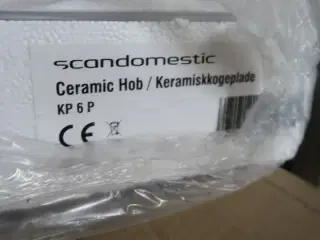 scandomestic
Ceramic Hob / Keramiskkogeplade
KP 6 P
CE